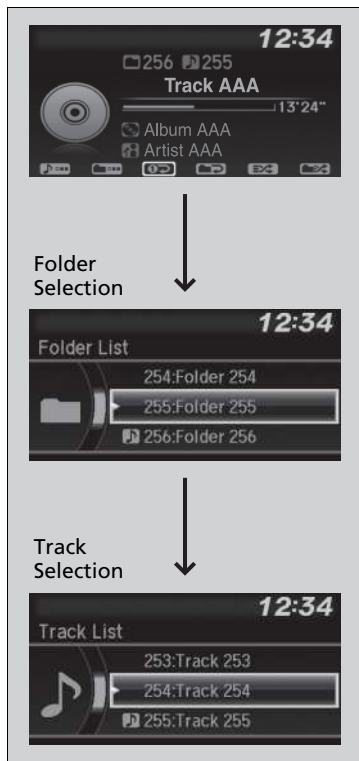 12:34
256 255
Track AAA
13'24"
Album AAA
Artist AAA
Folder
Selection
12:34
Folder List
254:Folder 254
255:Folder 255
256:Folder 256
Track
Selection
12:34
Track List
253:Track 253
254:Track 254
255:Track 255